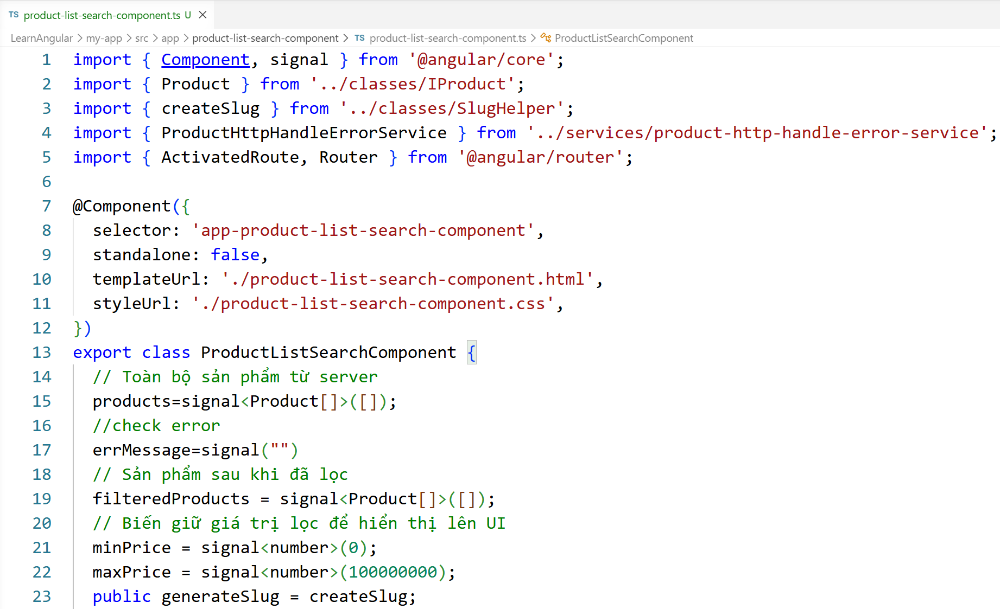 TS product-list-search-component.ts U ×
LearnAngular > my-app > src > app > product-list-search-component > TS product-list-search-component.ts > ProductListSearchComponent
1 import { Component, signal } from '@angular/core';
2 import { Product } from '../classes/IProduct';
3 import { createSlug } from '../classes/SlugHelper';
4 import { ProductHttpHandleErrorService } from '../services/product-http-handle-error-service';
5 import { ActivatedRoute, Router } from '@angular/router';
6
7 @Component({
8   selector: 'app-product-list-search-component',
9   standalone: false,
10   templateUrl: './product-list-search-component.html',
11   styleUrl: './product-list-search-component.css',
12 })
13 export class ProductListSearchComponent {
14   // Toàn bộ sản phẩm từ server
15   products=signal<Product[]>([]);
16   //check error
17   errMessage=signal("")
18   // Sản phẩm sau khi đã lọc
19   filteredProducts = signal<Product[]>([]);
20   // Biến giữ giá trị lọc để hiển thị lên UI
21   minPrice = signal<number>(0);
22   maxPrice = signal<number>(100000000);
23   public generateSlug = createSlug;